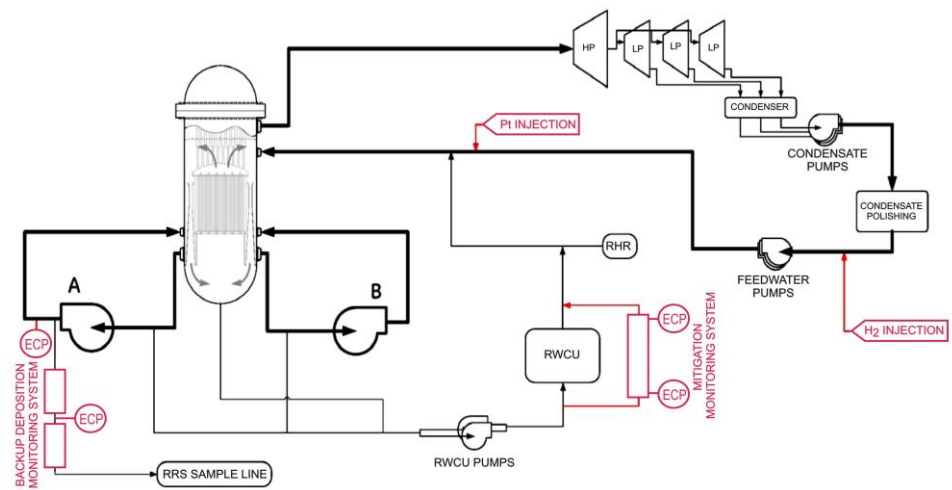 HP
LP
LP
LP
CONDENSER
CONDENSATE
PUMPS
Pt INJECTION
CONDENSATE
POLISHING
RHR
FEEDWATER
PUMPS
H2 INJECTION
A
B
ECP
BACKUP DEPOSITION
MONITORING SYSTEM
ECP
RWCU
ECP
ECP
MITIGATION
MONITORING SYSTEM
RWCU PUMPS
RRS SAMPLE LINE